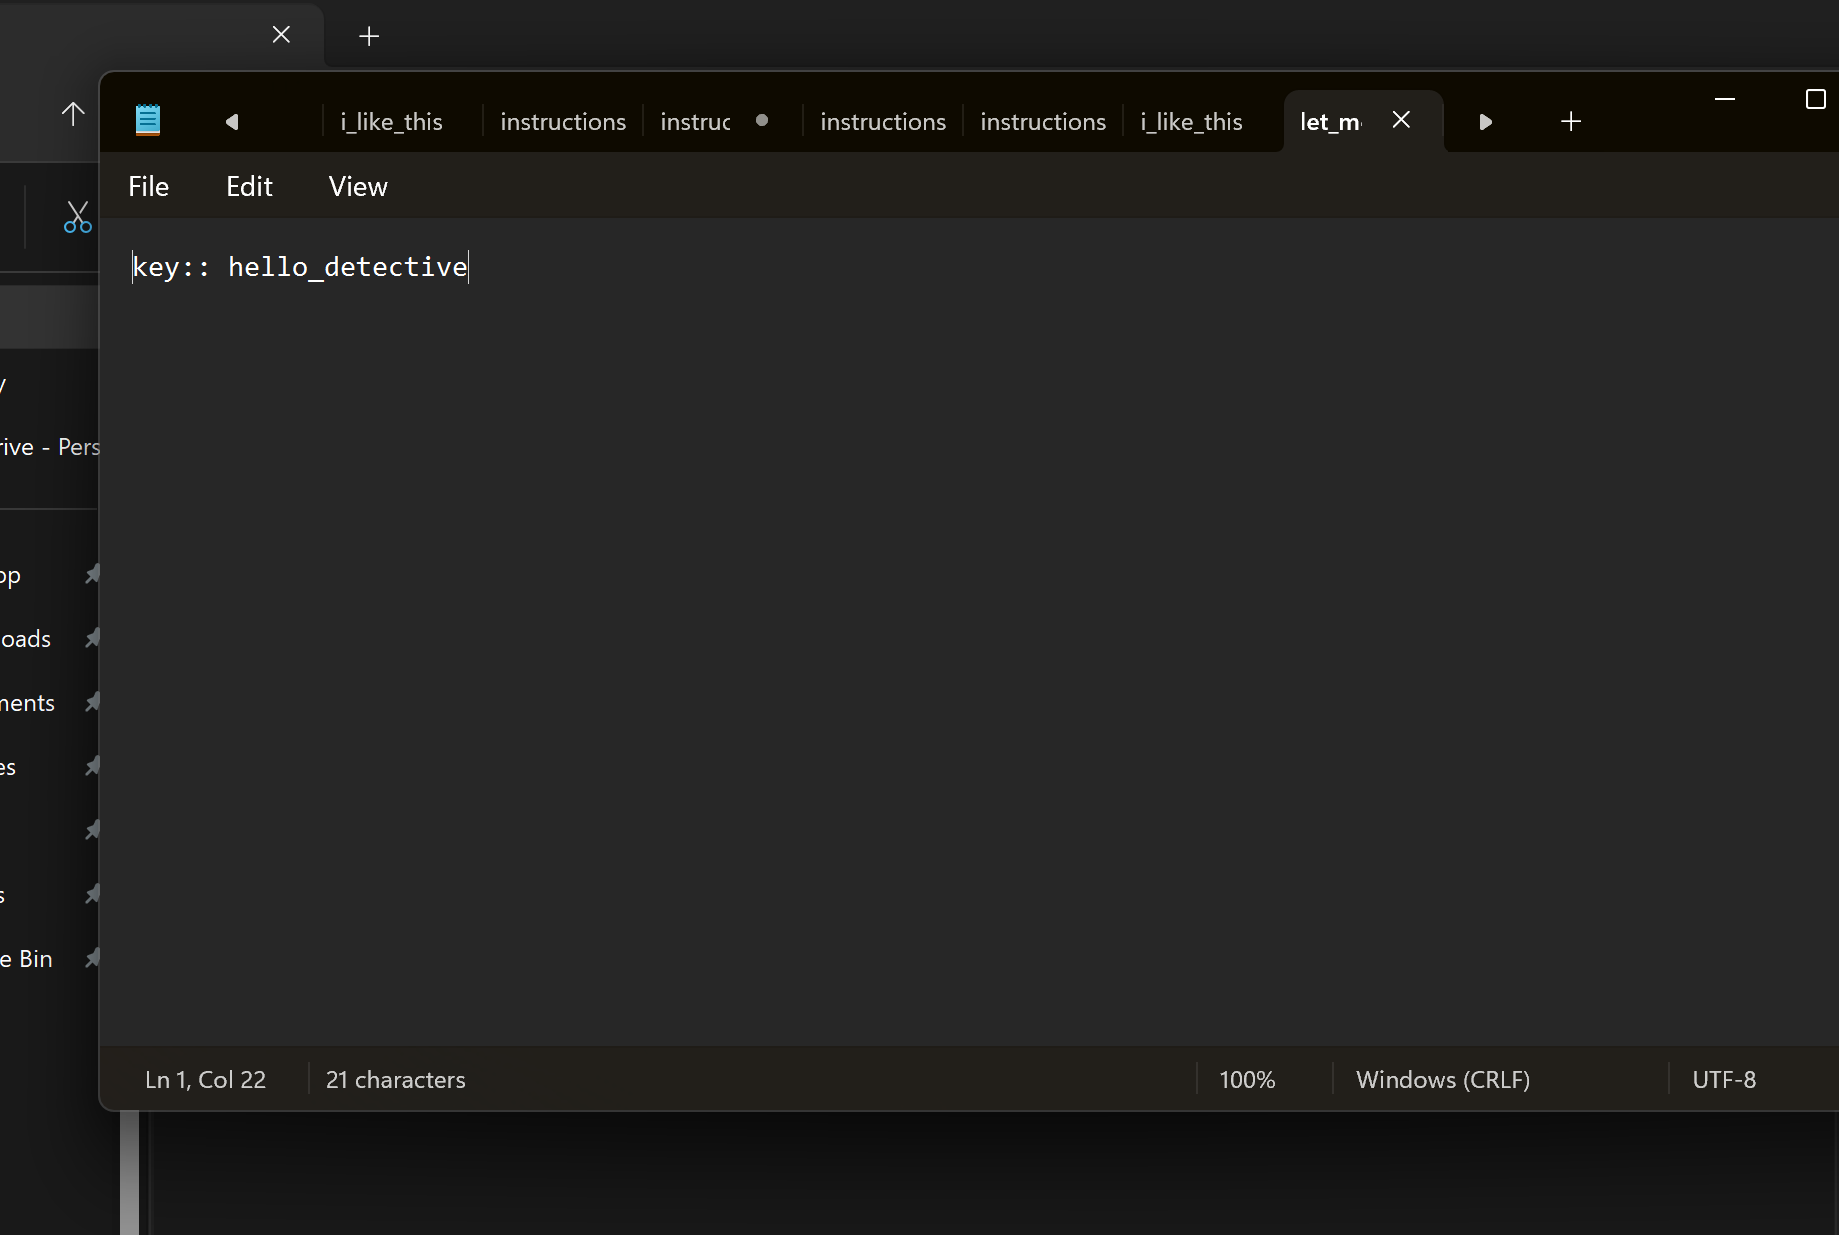 i_like_this instructions instruc instructions instructions i_like_this let_m
File Edit View
key:: hello_detective
rive - Pers
op
oads
ments
es
s
e Bin
Ln 1, Col 22 21 characters 100% Windows (CRLF) UTF-8